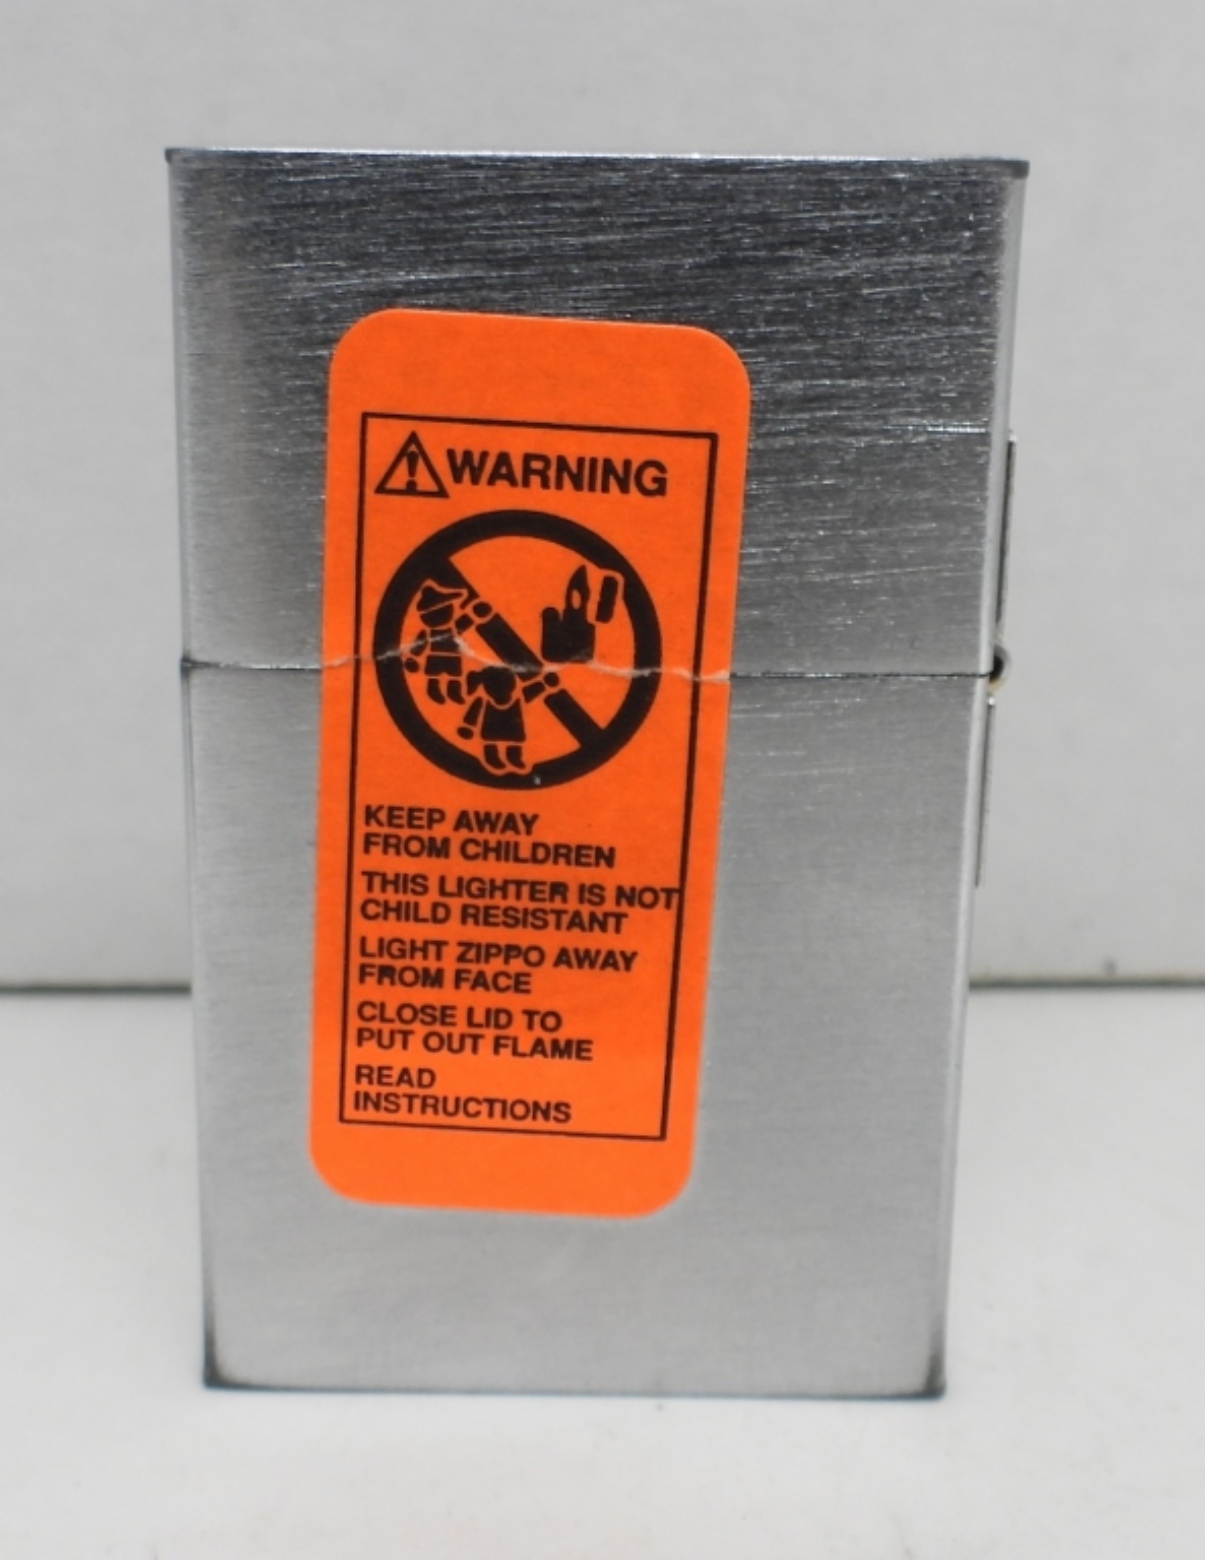 WARNING
KEEP AWAY
FROM CHILDREN
THIS LIGHTER IS NOT
CHILD RESISTANT
LIGHT ZIPPO AWAY
FROM FACE
CLOSE LID TO
PUT OUT FLAME
READ
INSTRUCTIONS